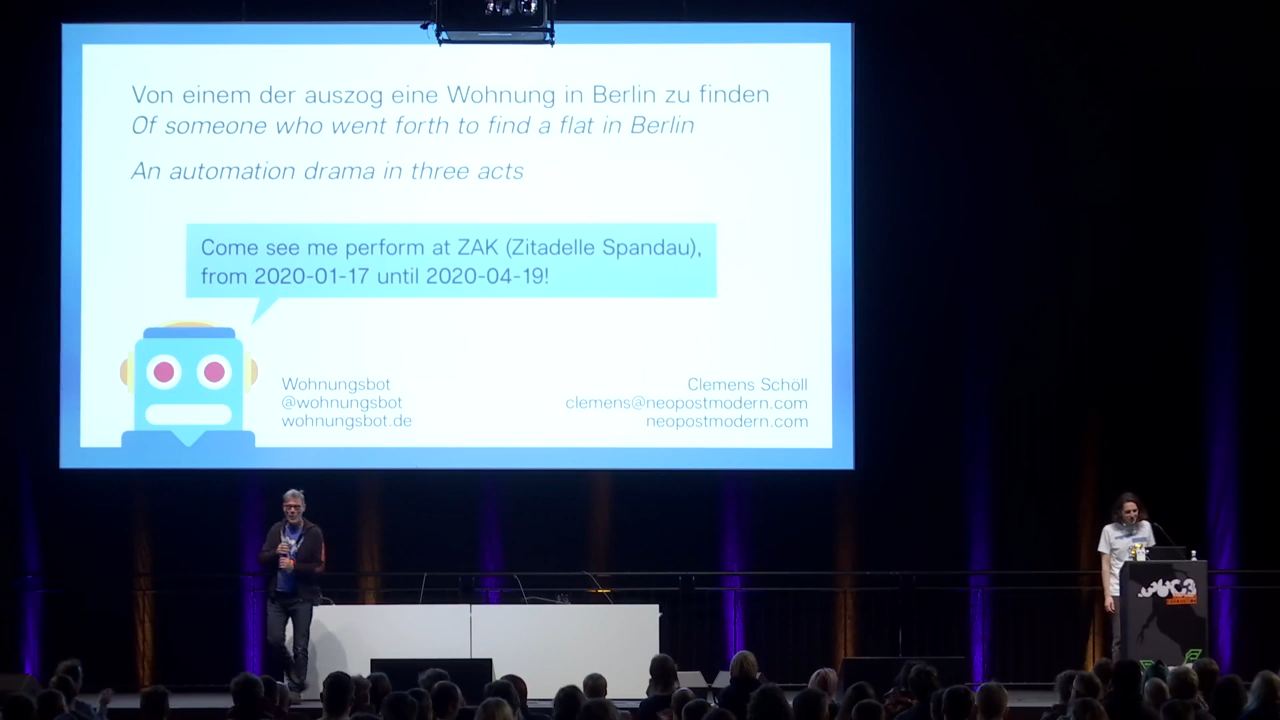 Von einem der auszog eine Wohnung in Berlin zu finden
Of someone who went forth to find a flat in Berlin
An automation drama in three acts
Come see me perform at ZAK (Zitadelle Spandau),
from 2020-01-17 until 2020-04-19!
Wohnungsbot
@wohnungsbot
wohnungsbot.de
Clemens Schöll
clemens@neopostmodern.com
neopostmodern.com